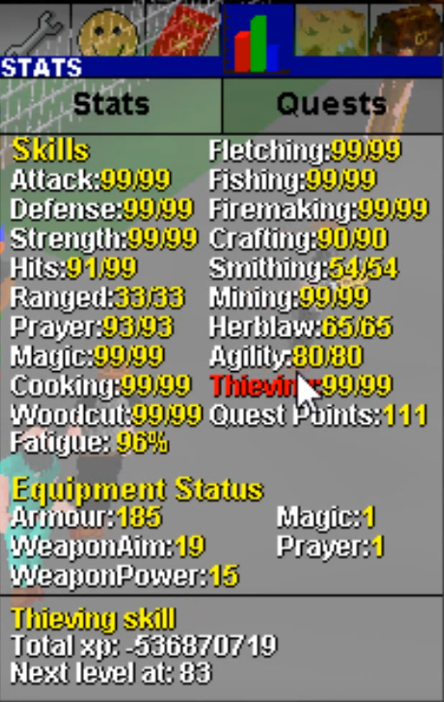 STATS
Stats Quests
Skills Fletching:99/99
Attack:99/99 Fishing:99/99
Defense:99/99 Firemaking:99/99
Strength:99/99 Crafting:90/90
Hits:91/99 Smithing:54/54
Ranged:33/33 Mining:99/99
Prayer:93/93 Herblaw:65/65
Magic:99/99 Agility:80/80
Cooking:99/99 Thieving:99/99
Woodcut:99/99 Quest Points:111
Fatigue: 96%
Equipment Status
Armour:185 Magic:1
WeaponAim:19 Prayer:1
WeaponPower:15
Thieving skill
Total xp: -536870719
Next level at: 83